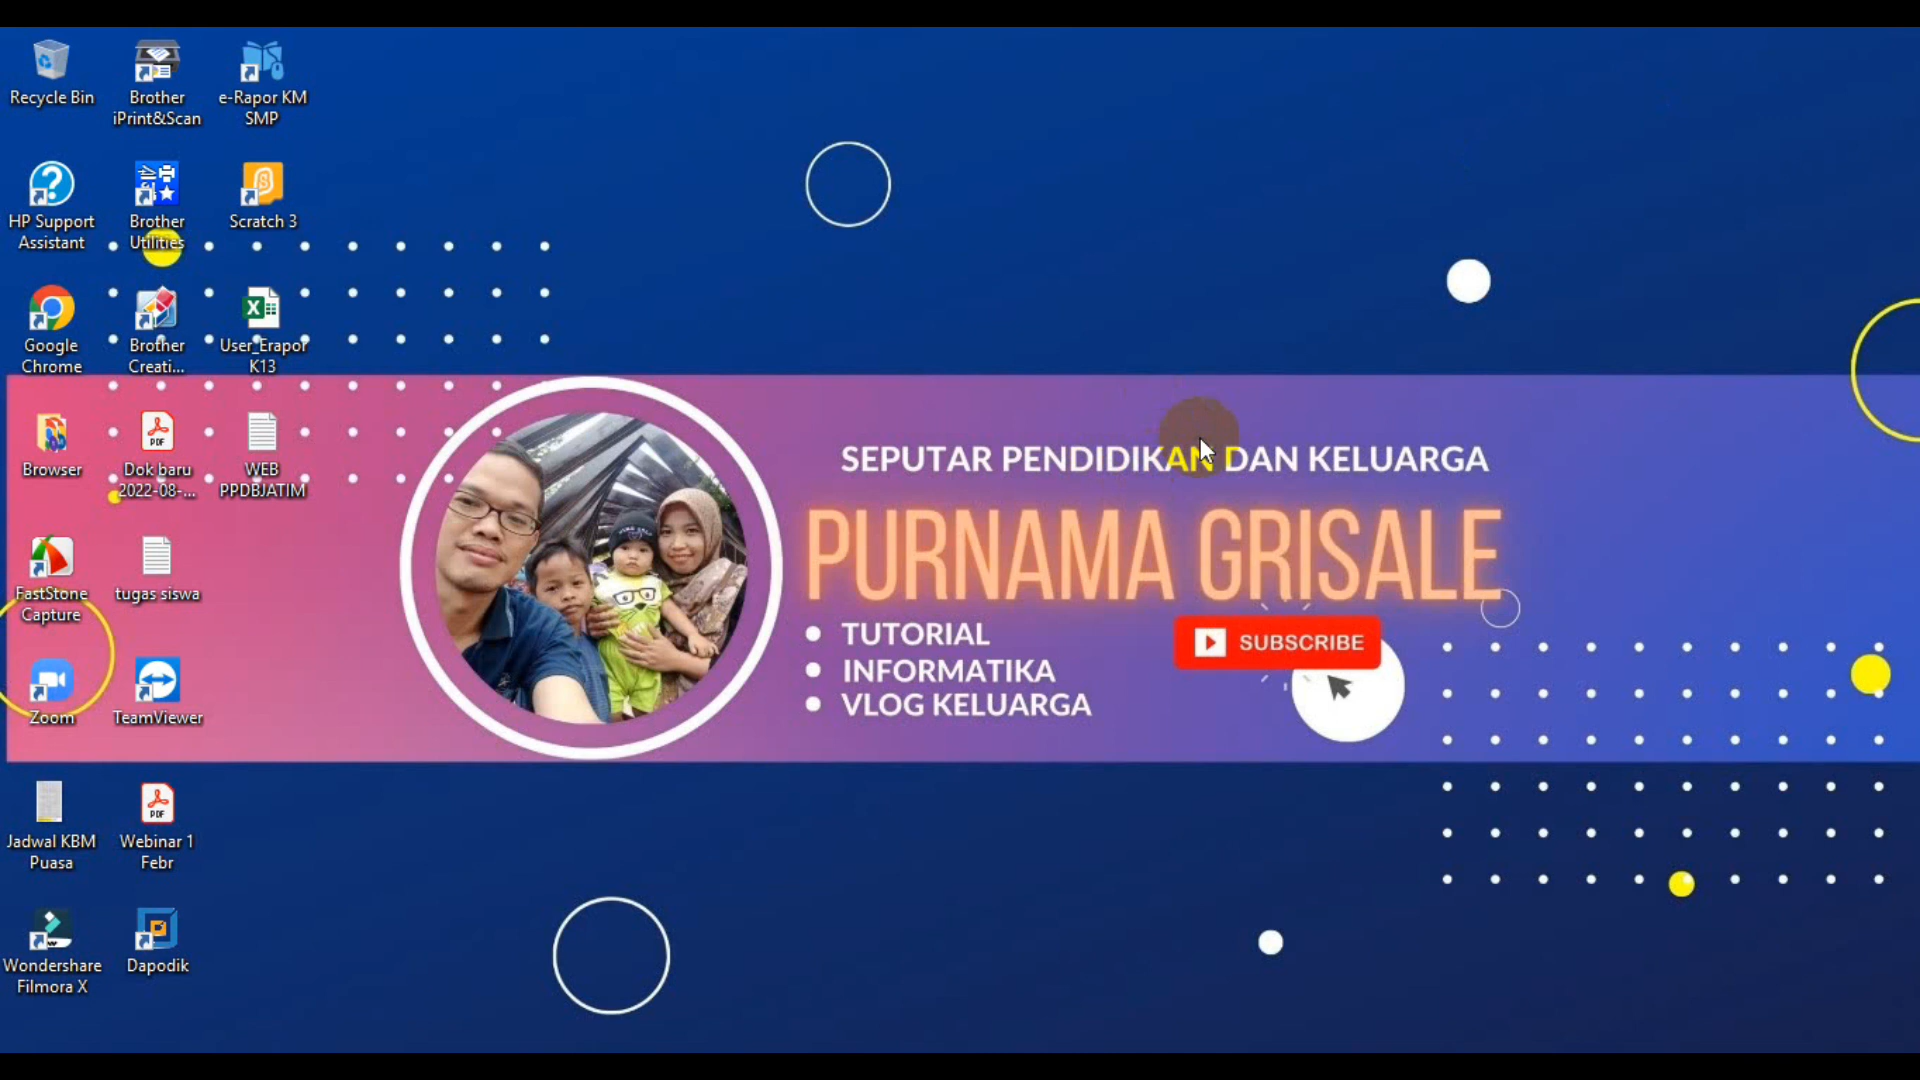 Recycle Bin
Brother
iPrint&Scan
e-Rapor KM
SMP
HP Support
Assistant
Brother
Utilities
Scratch 3
Google
Chrome
Brother
Creati...
User_Erapor
K13
Browser
PDF
Dok baru
2022-08-...
WEB
PPDBJATIM
FastStone
Capture
tugas siswa
Zoom
TeamViewer
Jadwal KBM
Puasa
PDF
Webinar 1
Febr
Wondershare
Filmora X
Dapodik
SEPUTAR PENDIDIKAN DAN KELUARGA
PURNAMA GRISALE
• TUTORIAL
• INFORMATIKA
• VLOG KELUARGA
SUBSCRIBE